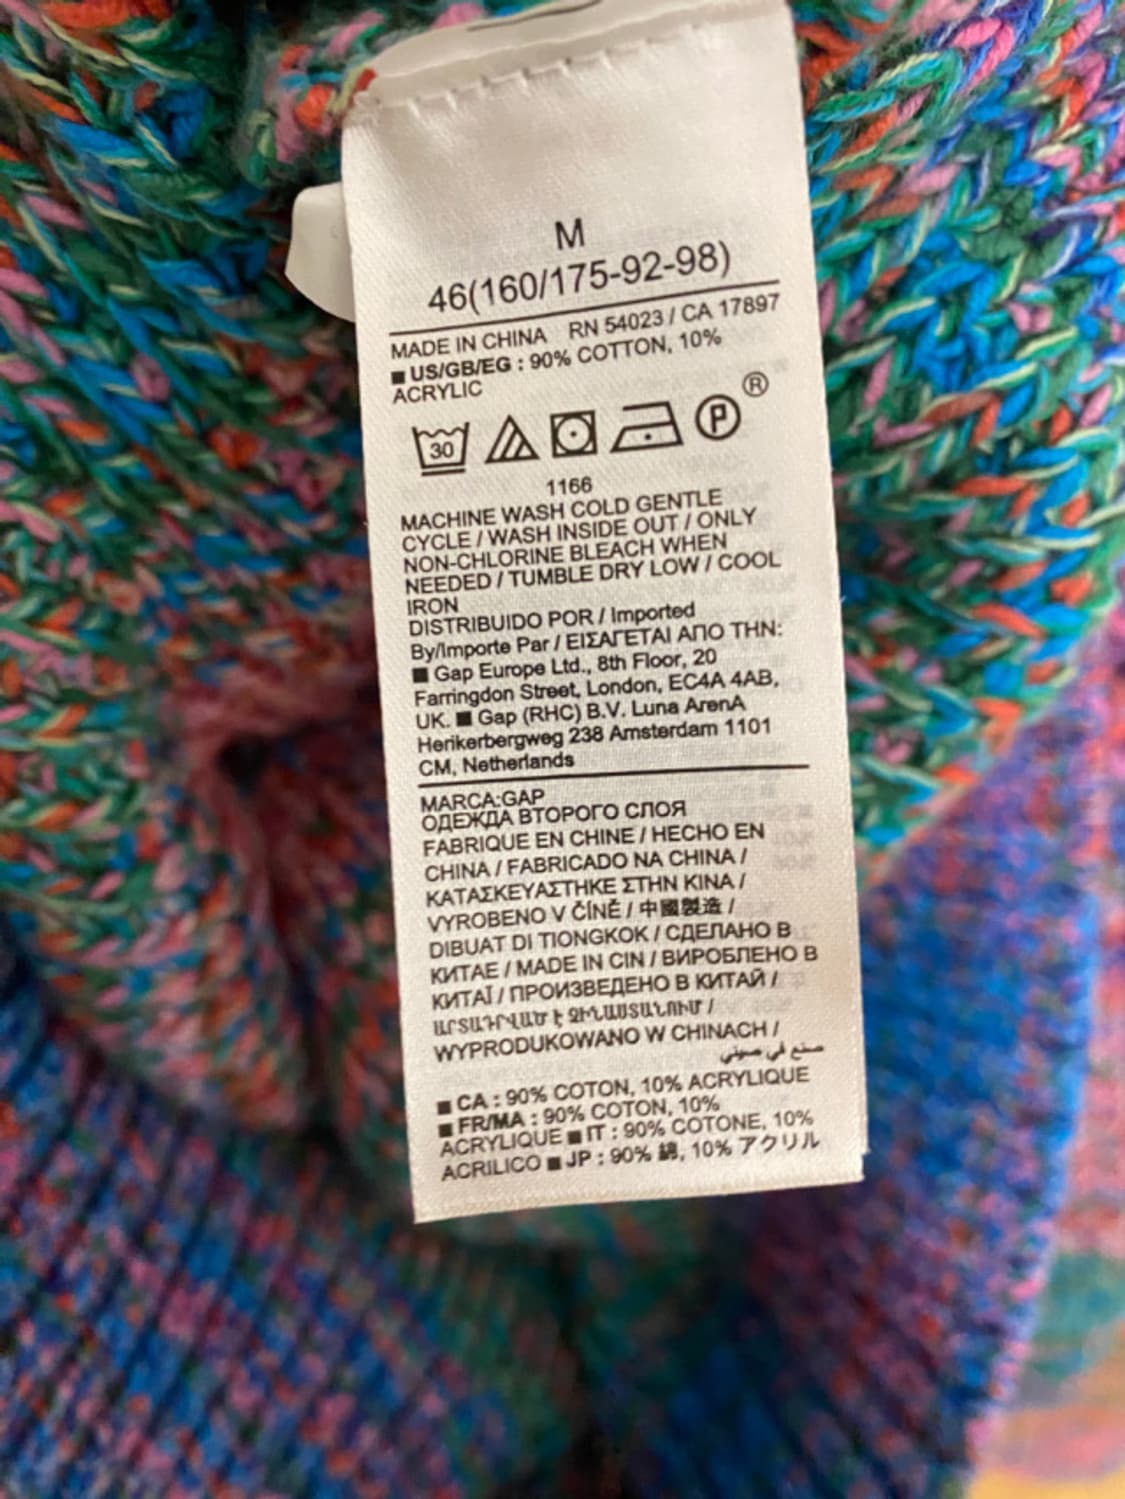 M
46(160/175-92-98)
MADE IN CHINA RN 54023 / CA 17897
■ US/GB/EG : 90% COTTON, 10%
ACRYLIC
30 P ®
1166
MACHINE WASH COLD GENTLE
CYCLE / WASH INSIDE OUT / ONLY
NON-CHLORINE BLEACH WHEN
NEEDED / TUMBLE DRY LOW / COOL
IRON
DISTRIBUIDO POR / Imported
By/Importe Par / ΕΙΣΑΓΕΤΑΙ ΑΠΟ ΤΗΝ:
■ Gap Europe Ltd., 8th Floor, 20
Farringdon Street, London, EC4A 4AB,
UK. ■ Gap (RHC) B.V. Luna ArenA
Herikerbergweg 238 Amsterdam 1101
CM, Netherlands
MARCA:GAP
ОДЕЖДА ВТОРОГО СЛОЯ
FABRIQUE EN CHINE / HECHO EN
CHINA / FABRICADO NA CHINA /
ΚΑΤΑΣΚΕΥΑΣΤΗΚΕ ΣΤΗΝ ΚΙΝΑ /
VYROBENO V ČÍNĚ / 中國製造 /
DIBUAT DI TIONGKOK / СДЕЛАНО В
КИТАЕ / MADE IN CIN / ВИРОБЛЕНО В
КИТАЇ / ПРОИЗВЕДЕНО В КИТАЙ /
ԱՐՏԱԴՐՎԱԾ Է ՉԻՆԱՍՏԱՆՈՒՄ /
WYPRODUKOWANO W CHINACH /
صنع في صيني
■ CA : 90% COTON, 10% ACRYLIQUE
■ FR/MA : 90% COTON, 10%
ACRYLIQUE ■ IT : 90% COTONE, 10%
ACRILICO ■ JP : 90% 綿, 10% アクリル